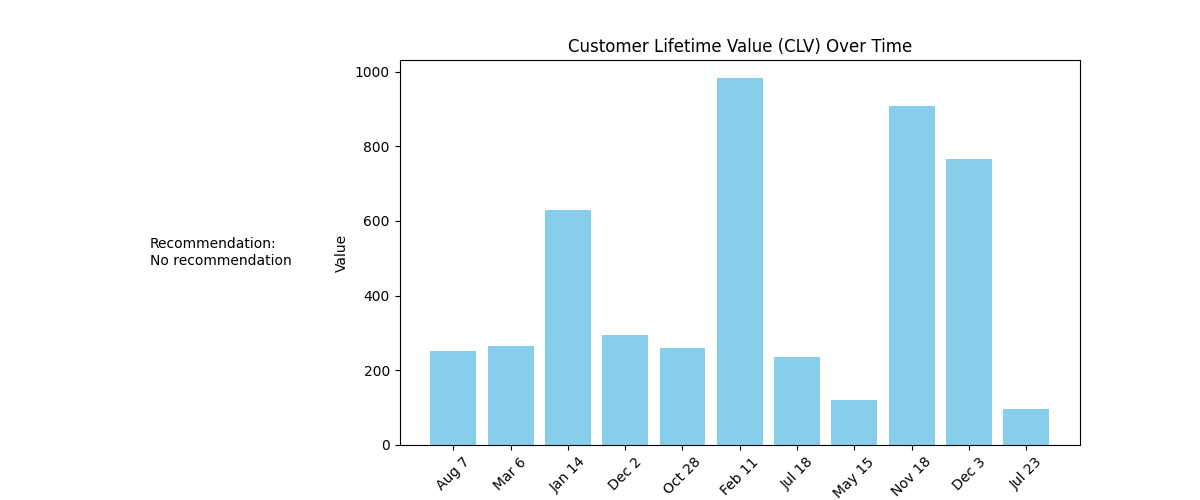 Customer Lifetime Value (CLV) Over Time
Recommendation:
No recommendation
Value
1000
800
600
400
200
0
Aug 7
Mar 6
Jan 14
Dec 2
Oct 28
Feb 11
Jul 18
May 15
Nov 18
Dec 3
Jul 23